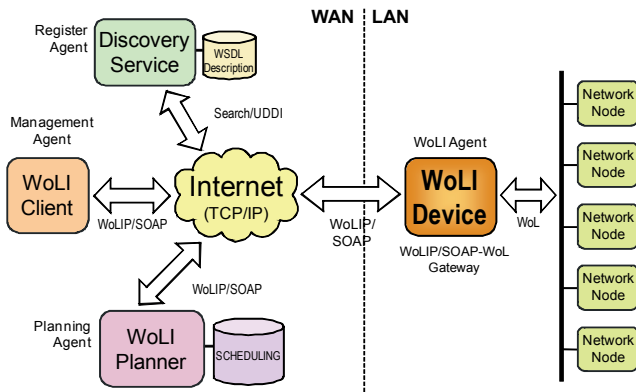 WAN
LAN
Register
Agent
Discovery
Service
WSDL
Description
Search/UDDI
Management
Agent
WoLI
Client
WoLIP/SOAP
Internet
(TCP/IP)
WoLIP/
SOAP
WoLI Agent
WoLI
Device
WoLIP/SOAP-WoL
Gateway
WoL
Network
Node
Network
Node
Network
Node
Network
Node
Network
Node
WoLIP/SOAP
Planning
Agent
WoLI
Planner
SCHEDULING